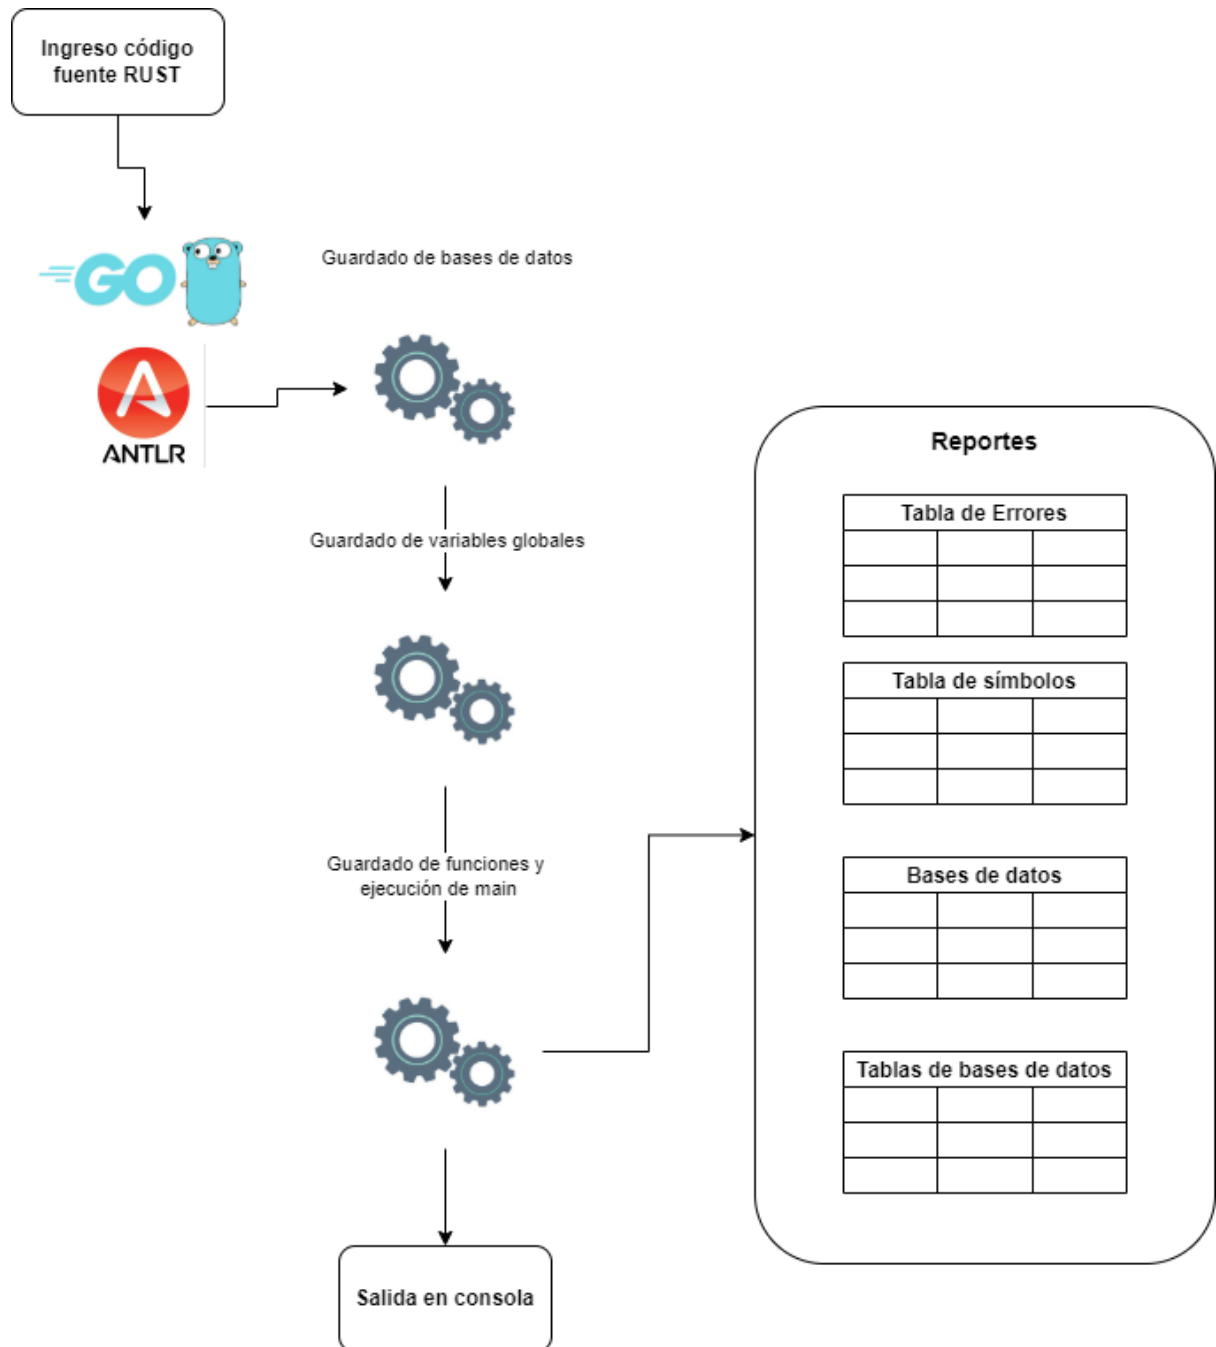 Ingreso código
fuente RUST
GO
Guardado de bases de datos
ANTLR
Guardado de variables globales
Guardado de funciones y
ejecución de main
Salida en consola
Reportes
Tabla de Errores
Tabla de símbolos
Bases de datos
Tablas de bases de datos